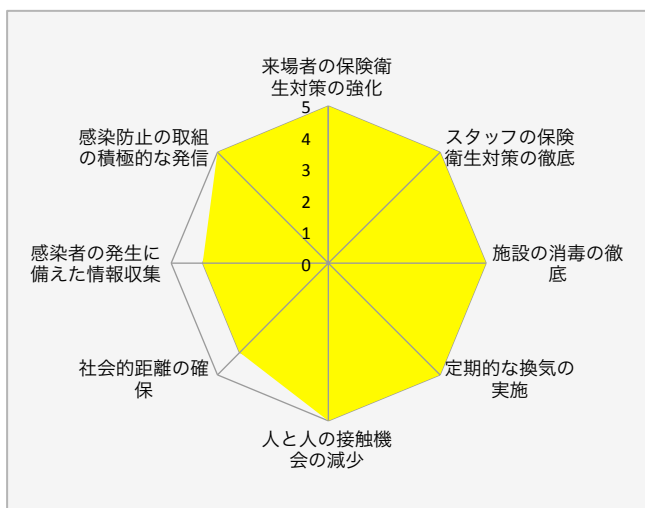 来場者の保険衛
生対策の強化
スタッフの保険
衛生対策の徹底
施設の消毒の徹
底
定期的な換気の
実施
人と人の接触機
会の減少
社会的距離の確
保
感染者の発生に
備えた情報収集
感染防止の取組
の積極的な発信
5
4
3
2
1
0